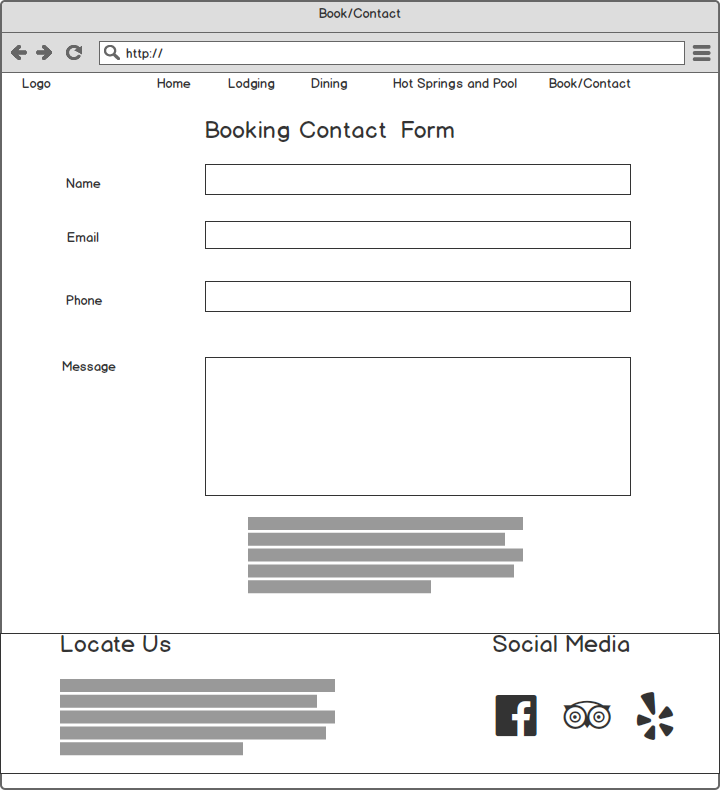 Book/Contact
http://
Logo Home Lodging Dining Hot Springs and Pool Book/Contact
Booking Contact Form
Name
Email
Phone
Message
Locate Us Social Media